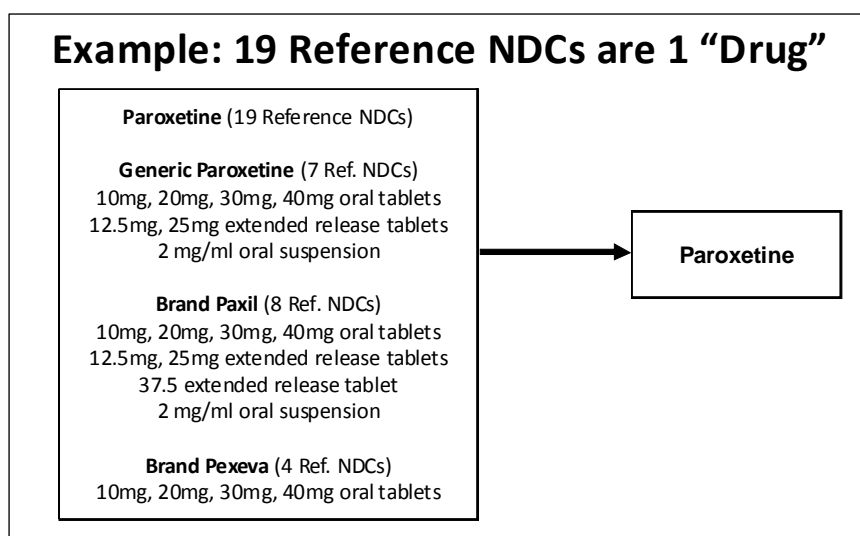 Example: 19 Reference NDCs are 1 “Drug”
Paroxetine (19 Reference NDCs)
Generic Paroxetine (7 Ref. NDCs)
10mg, 20mg, 30mg, 40mg oral tablets
12.5mg, 25mg extended release tablets
2 mg/ml oral suspension
Brand Paxil (8 Ref. NDCs)
10mg, 20mg, 30mg, 40mg oral tablets
12.5mg, 25mg extended release tablets
37.5 extended release tablet
2 mg/ml oral suspension
Brand Pexeva (4 Ref. NDCs)
10mg, 20mg, 30mg, 40mg oral tablets
Paroxetine